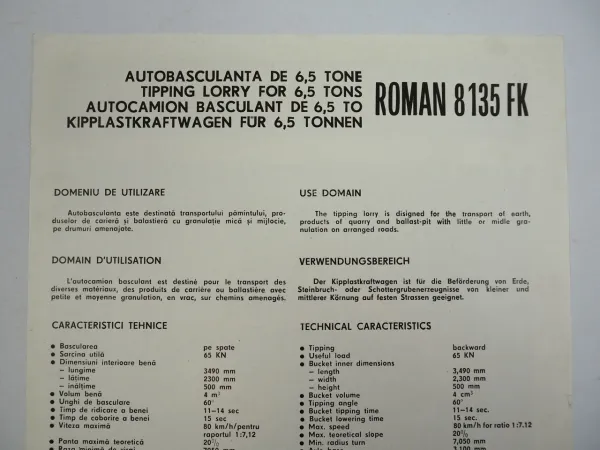 AUTOBASCULANTA DE 6,5 TONE
TIPPING LORRY FOR 6,5 TONS
AUTOCAMION BASCULANT DE 6,5 TO
KIPPLASTKRAFTWAGEN FÜR 6,5 TONNEN
ROMAN 8135 FK
DOMENIU DE UTILIZARE
Autobasculanta este destinată transportului pămîntului, pro-
duselor de carieră și balastieră cu granulație mică și mijlocie,
pe drumuri amenajate.
USE DOMAIN
The tipping lorry is disigned for the transport of earth,
products of quarry and ballast-pit with little or midle gra-
nulation on arranged roads.
DOMAIN D'UTILISATION
L'autocamion basculant est destiné pour le transport des
diverses matériaux, des produits de carrière ou ballastière avec
petite et moyenne granulation, en vrac, sur chemins amenagés.
VERWENDUNGSBEREICH
Der Kipplastkraftwagen ist für die Beförderung von Erde,
Steinbruch- oder Schottergrubenerzeugnisse von kleiner und
mittlerer Körnung auf festen Strassen geeignet.
CARACTERISTICI TEHNICE
● Bascularea pe spate
● Sarcina utilă 65 KN
● Dimensiuni interioare benă
– lungime 3490 mm
– lățime 2300 mm
– înălțime 500 mm
● Volum benă 4 m³
● Unghi de basculare 60°
● Timp de ridicare a benei 11–14 sec
● Timp de coborîre a benei 15 sec
● Viteza maximă 80 km/h/pentru
raportul 1:7,12
● Panta maximă teoretică 20%
TECHNICAL CHARACTERISTICS
● Tipping backward
● Useful load 65 KN
● Bucket inner dimensions
– length 3,490 mm
– width 2,300 mm
– height 500 mm
● Bucket volume 4 cm³
● Tipping angle 60°
● Bucket tipping time 11–14 sec
● Bucket lowering time 15 sec.
● Max. speed 80 km/h for ratio 1:7.12
● Max. teoretical slope 20%
● Min. radius turn 7,050 mm